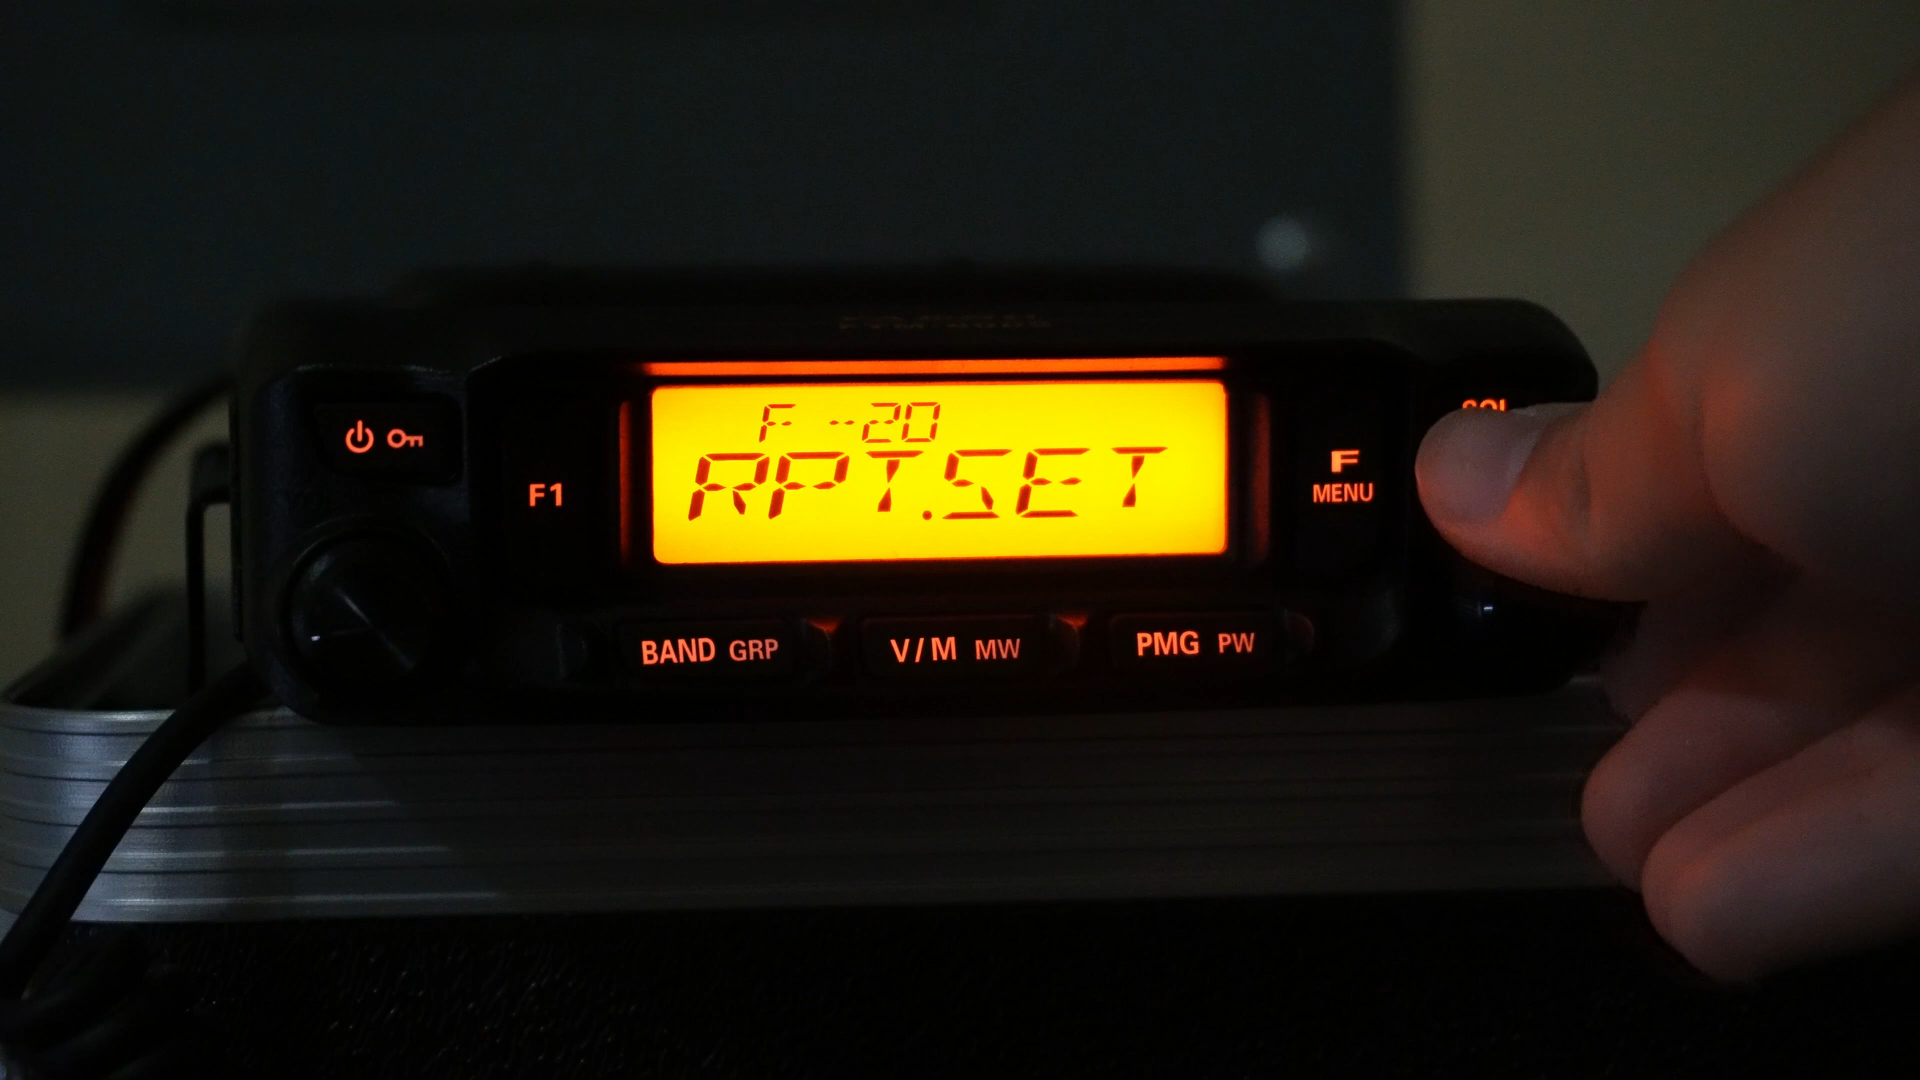 F -20
RPT.SET
F1
F
MENU
BAND GRP
V/M MW
PMG PW